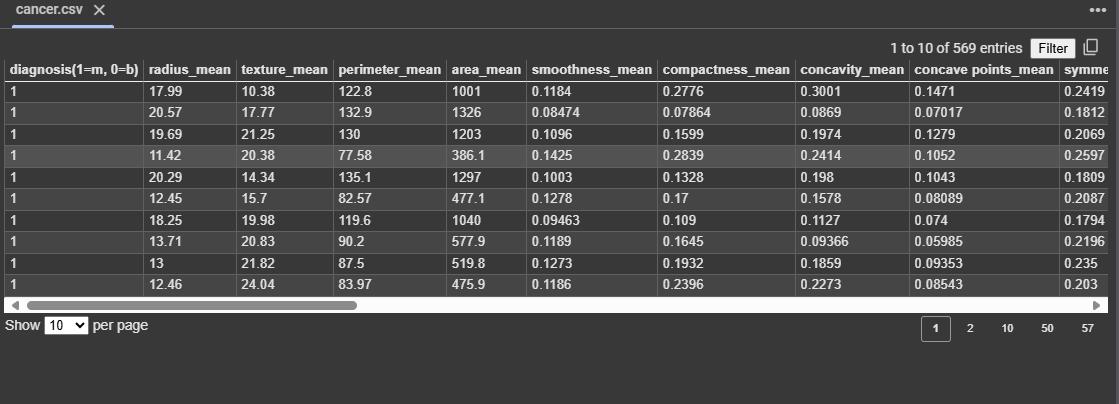 cancer.csv
1 to 10 of 569 entries Filter
diagnosis(1=m, 0=b) radius_mean texture_mean perimeter_mean area_mean smoothness_mean compactness_mean concavity_mean concave points_mean symme
1 17.99 10.38 122.8 1001 0.1184 0.2776 0.3001 0.1471 0.2419
1 20.57 17.77 132.9 1326 0.08474 0.07864 0.0869 0.07017 0.1812
1 19.69 21.25 130 1203 0.1096 0.1599 0.1974 0.1279 0.2069
1 11.42 20.38 77.58 386.1 0.1425 0.2839 0.2414 0.1052 0.2597
1 20.29 14.34 135.1 1297 0.1003 0.1328 0.198 0.1043 0.1809
1 12.45 15.7 82.57 477.1 0.1278 0.17 0.1578 0.08089 0.2087
1 18.25 19.98 119.6 1040 0.09463 0.109 0.1127 0.074 0.1794
1 13.71 20.83 90.2 577.9 0.1189 0.1645 0.09366 0.05985 0.2196
1 13 21.82 87.5 519.8 0.1273 0.1932 0.1859 0.09353 0.235
1 12.46 24.04 83.97 475.9 0.1186 0.2396 0.2273 0.08543 0.203
Show 10 per page 1 2 10 50 57